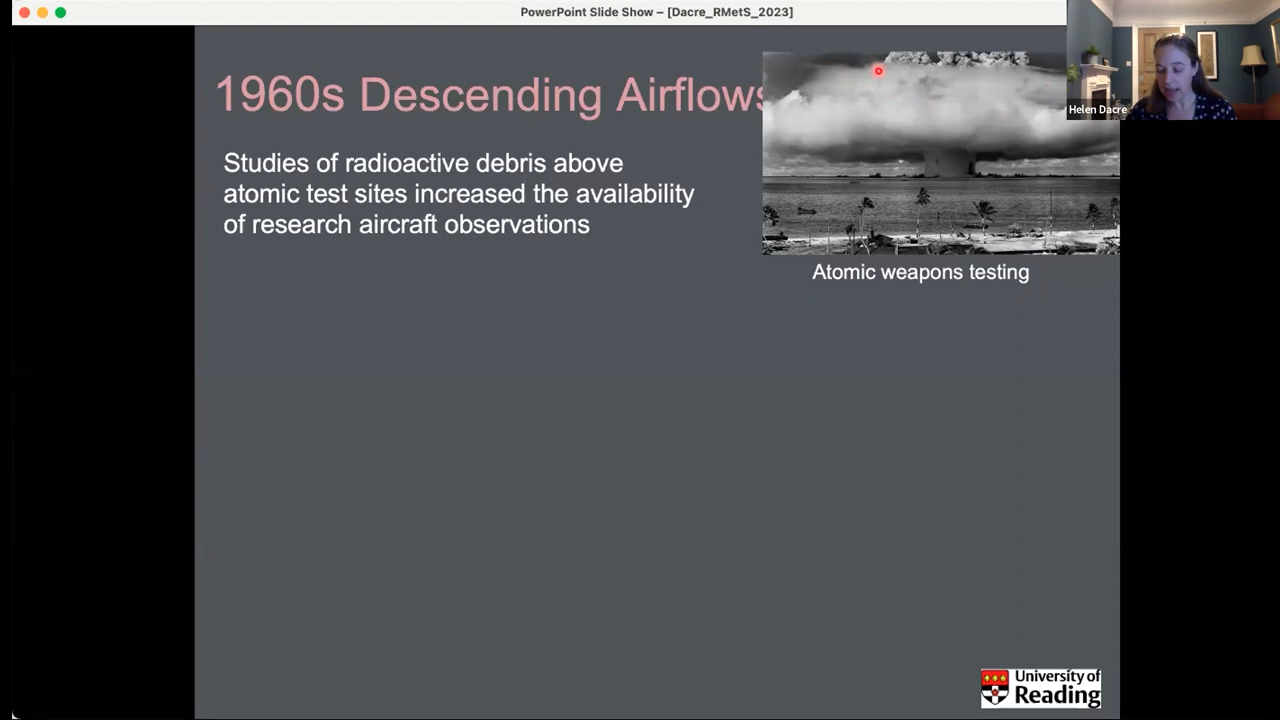 PowerPoint Slide Show – [Dacre_RMetS_2023]
1960s Descending Airflows
Helen Dacre
Studies of radioactive debris above
atomic test sites increased the availability
of research aircraft observations
Atomic weapons testing
University of
Reading